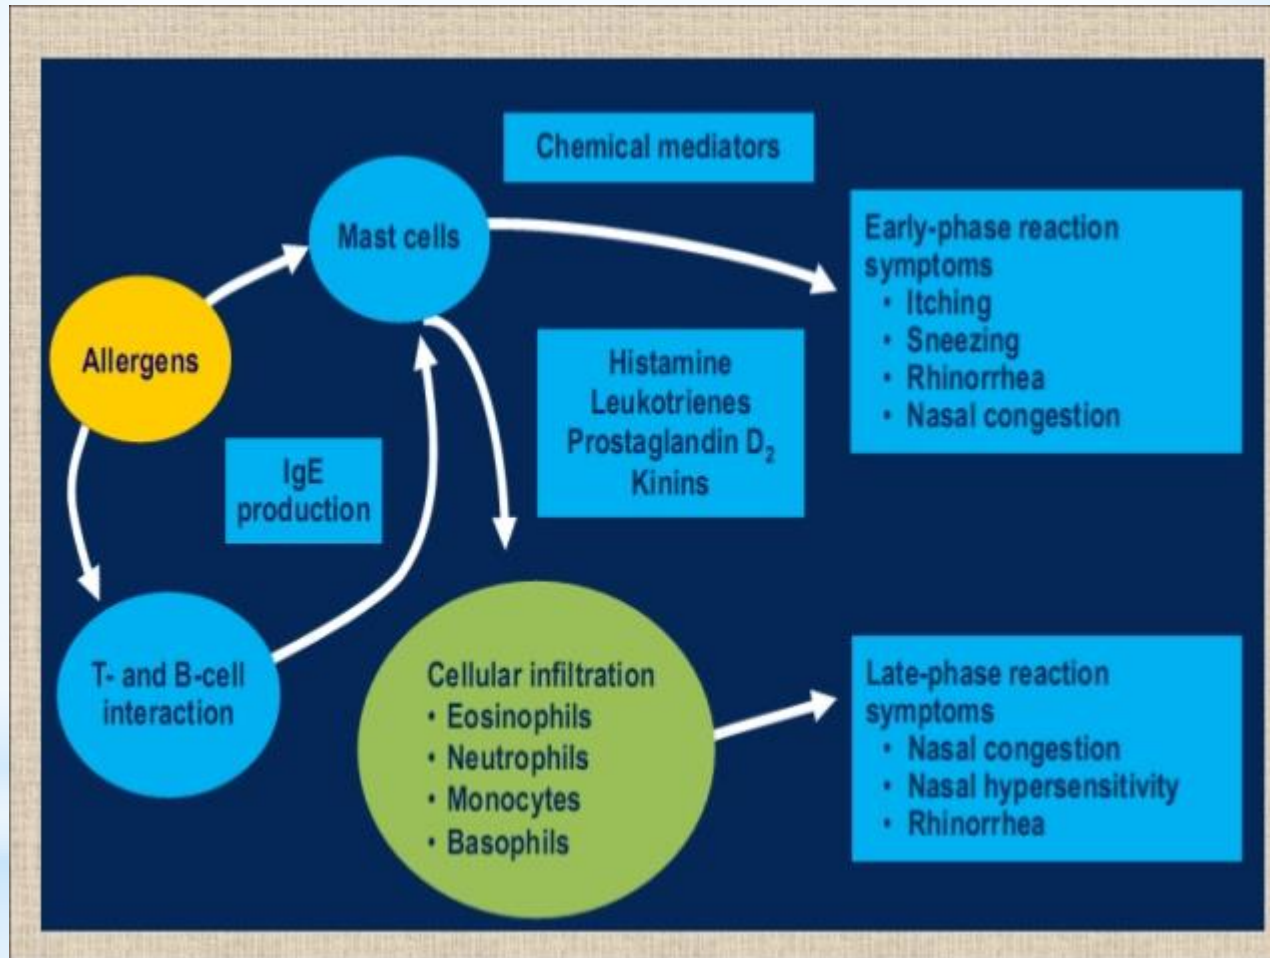 Chemical mediators
Mast cells
Early-phase reaction
symptoms
• Itching
• Sneezing
• Rhinorrhea
• Nasal congestion
Allergens
Histamine
Leukotrienes
Prostaglandin D₂
Kinins
IgE
production
T- and B-cell
interaction
Cellular infiltration
• Eosinophils
• Neutrophils
• Monocytes
• Basophils
Late-phase reaction
symptoms
• Nasal congestion
• Nasal hypersensitivity
• Rhinorrhea